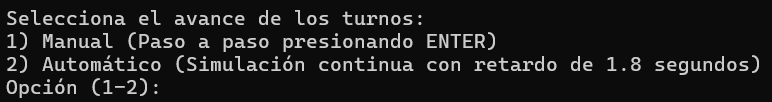 Selecciona el avance de los turnos:
1) Manual (Paso a paso presionando ENTER)
2) Automático (Simulación continua con retardo de 1.8 segundos)
Opción (1-2):